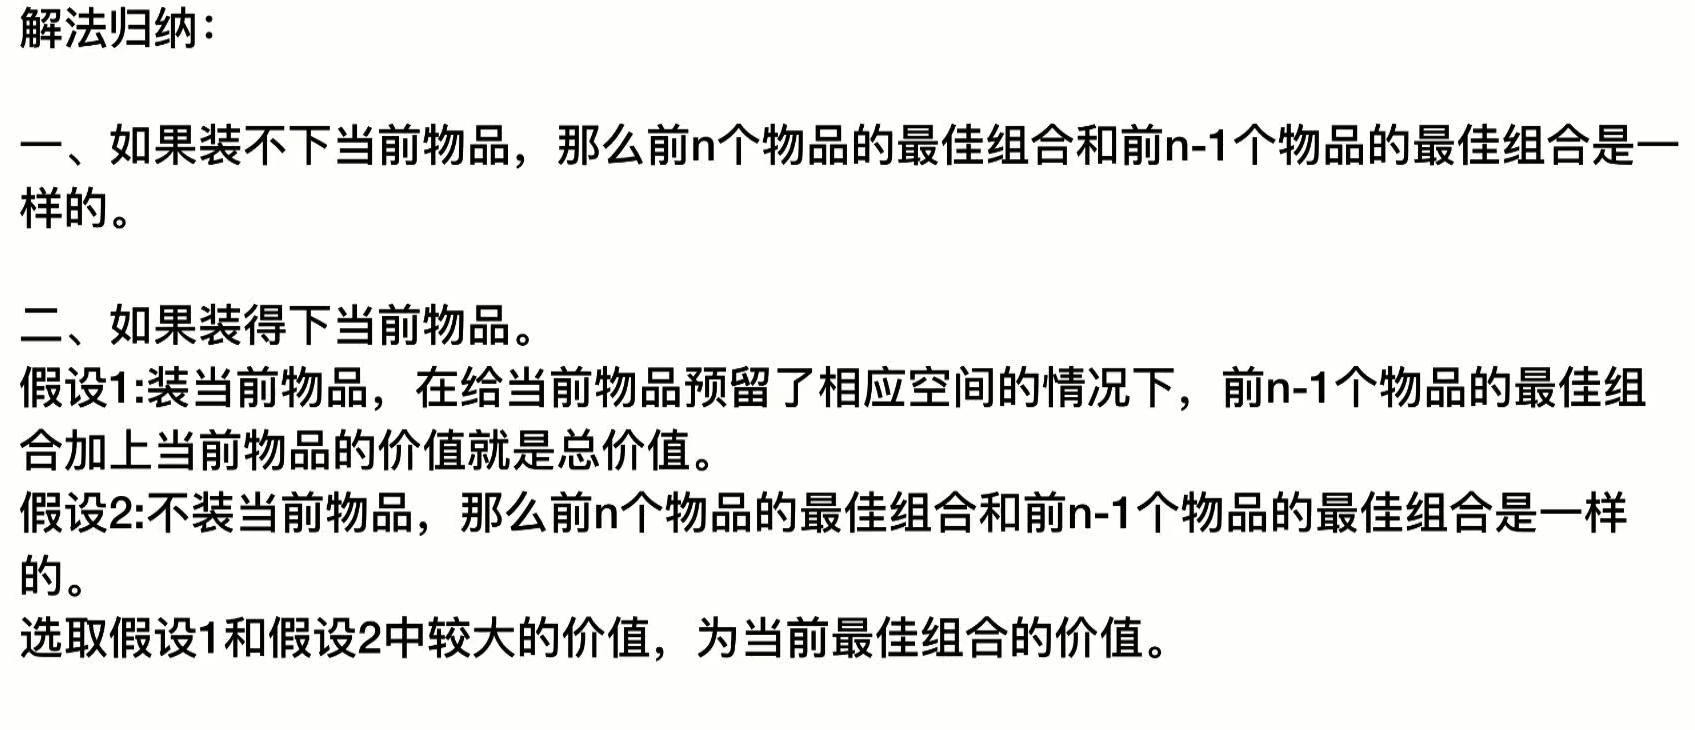 解法归纳：
一、如果装不下当前物品，那么前n个物品的最佳组合和前n-1个物品的最佳组合是一
样的。
二、如果装得下当前物品。
假设1:装当前物品，在给当前物品预留了相应空间的情况下，前n-1个物品的最佳组
合加上当前物品的价值就是总价值。
假设2:不装当前物品，那么前n个物品的最佳组合和前n-1个物品的最佳组合是一样
的。
选取假设1和假设2中较大的价值，为当前最佳组合的价值。